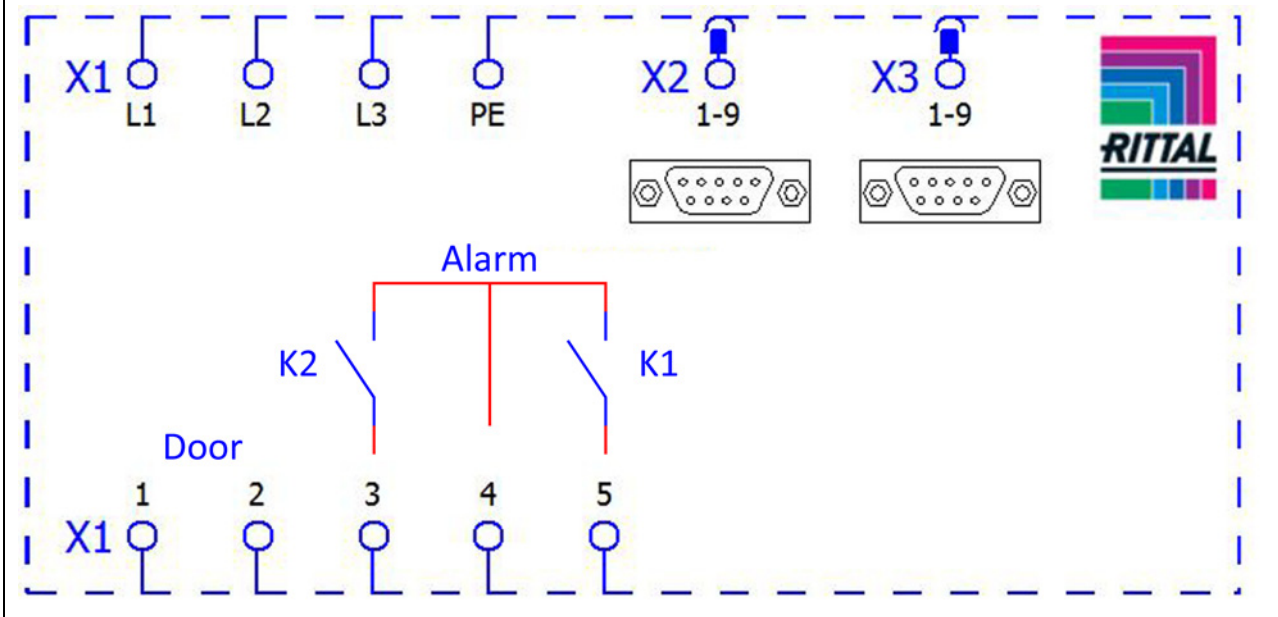 X1 L1 L2 L3 PE X2 1-9 X3 1-9
RITTAL
Alarm
K2 K1
Door
1 2 3 4 5
X1